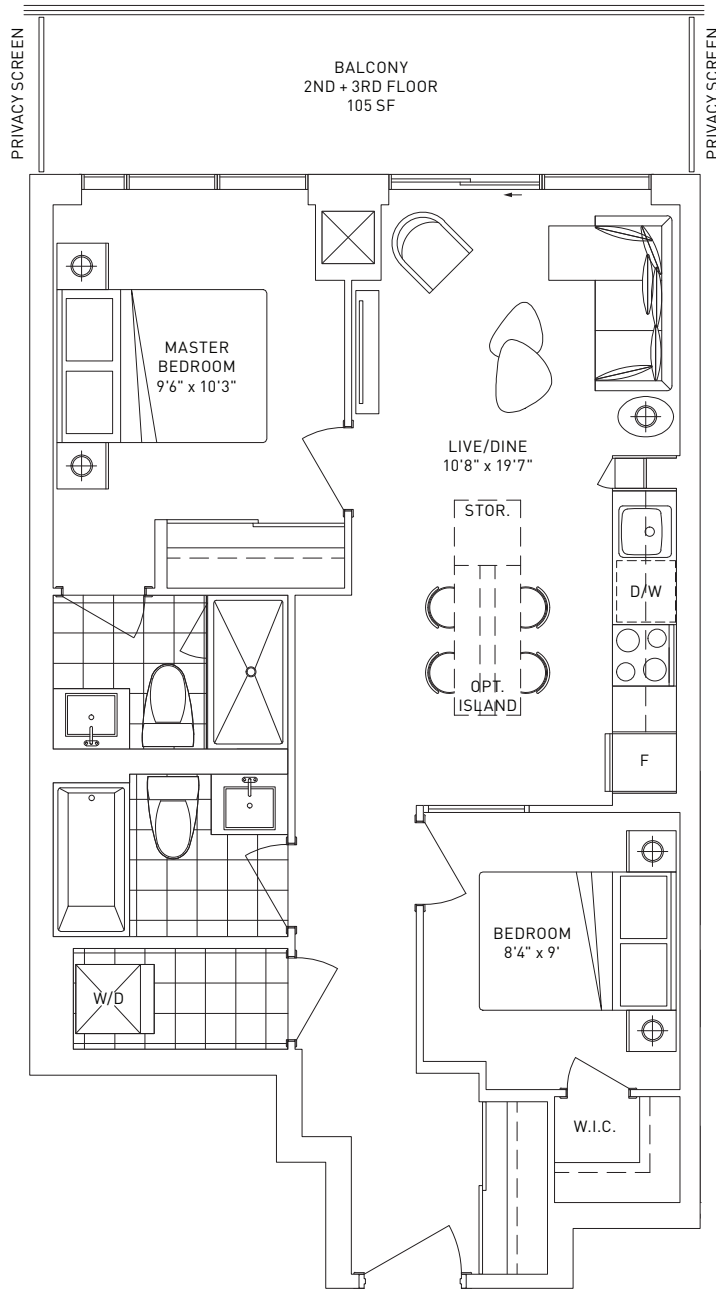 PRIVACY SCREEN
BALCONY
2ND + 3RD FLOOR
105 SF
PRIVACY SCREEN
MASTER
BEDROOM
9'6" x 10'3"
LIVE/DINE
10'8" x 19'7"
STOR.
D/W
OPT.
ISLAND
F
BEDROOM
8'4" x 9'
W/D
W.I.C.